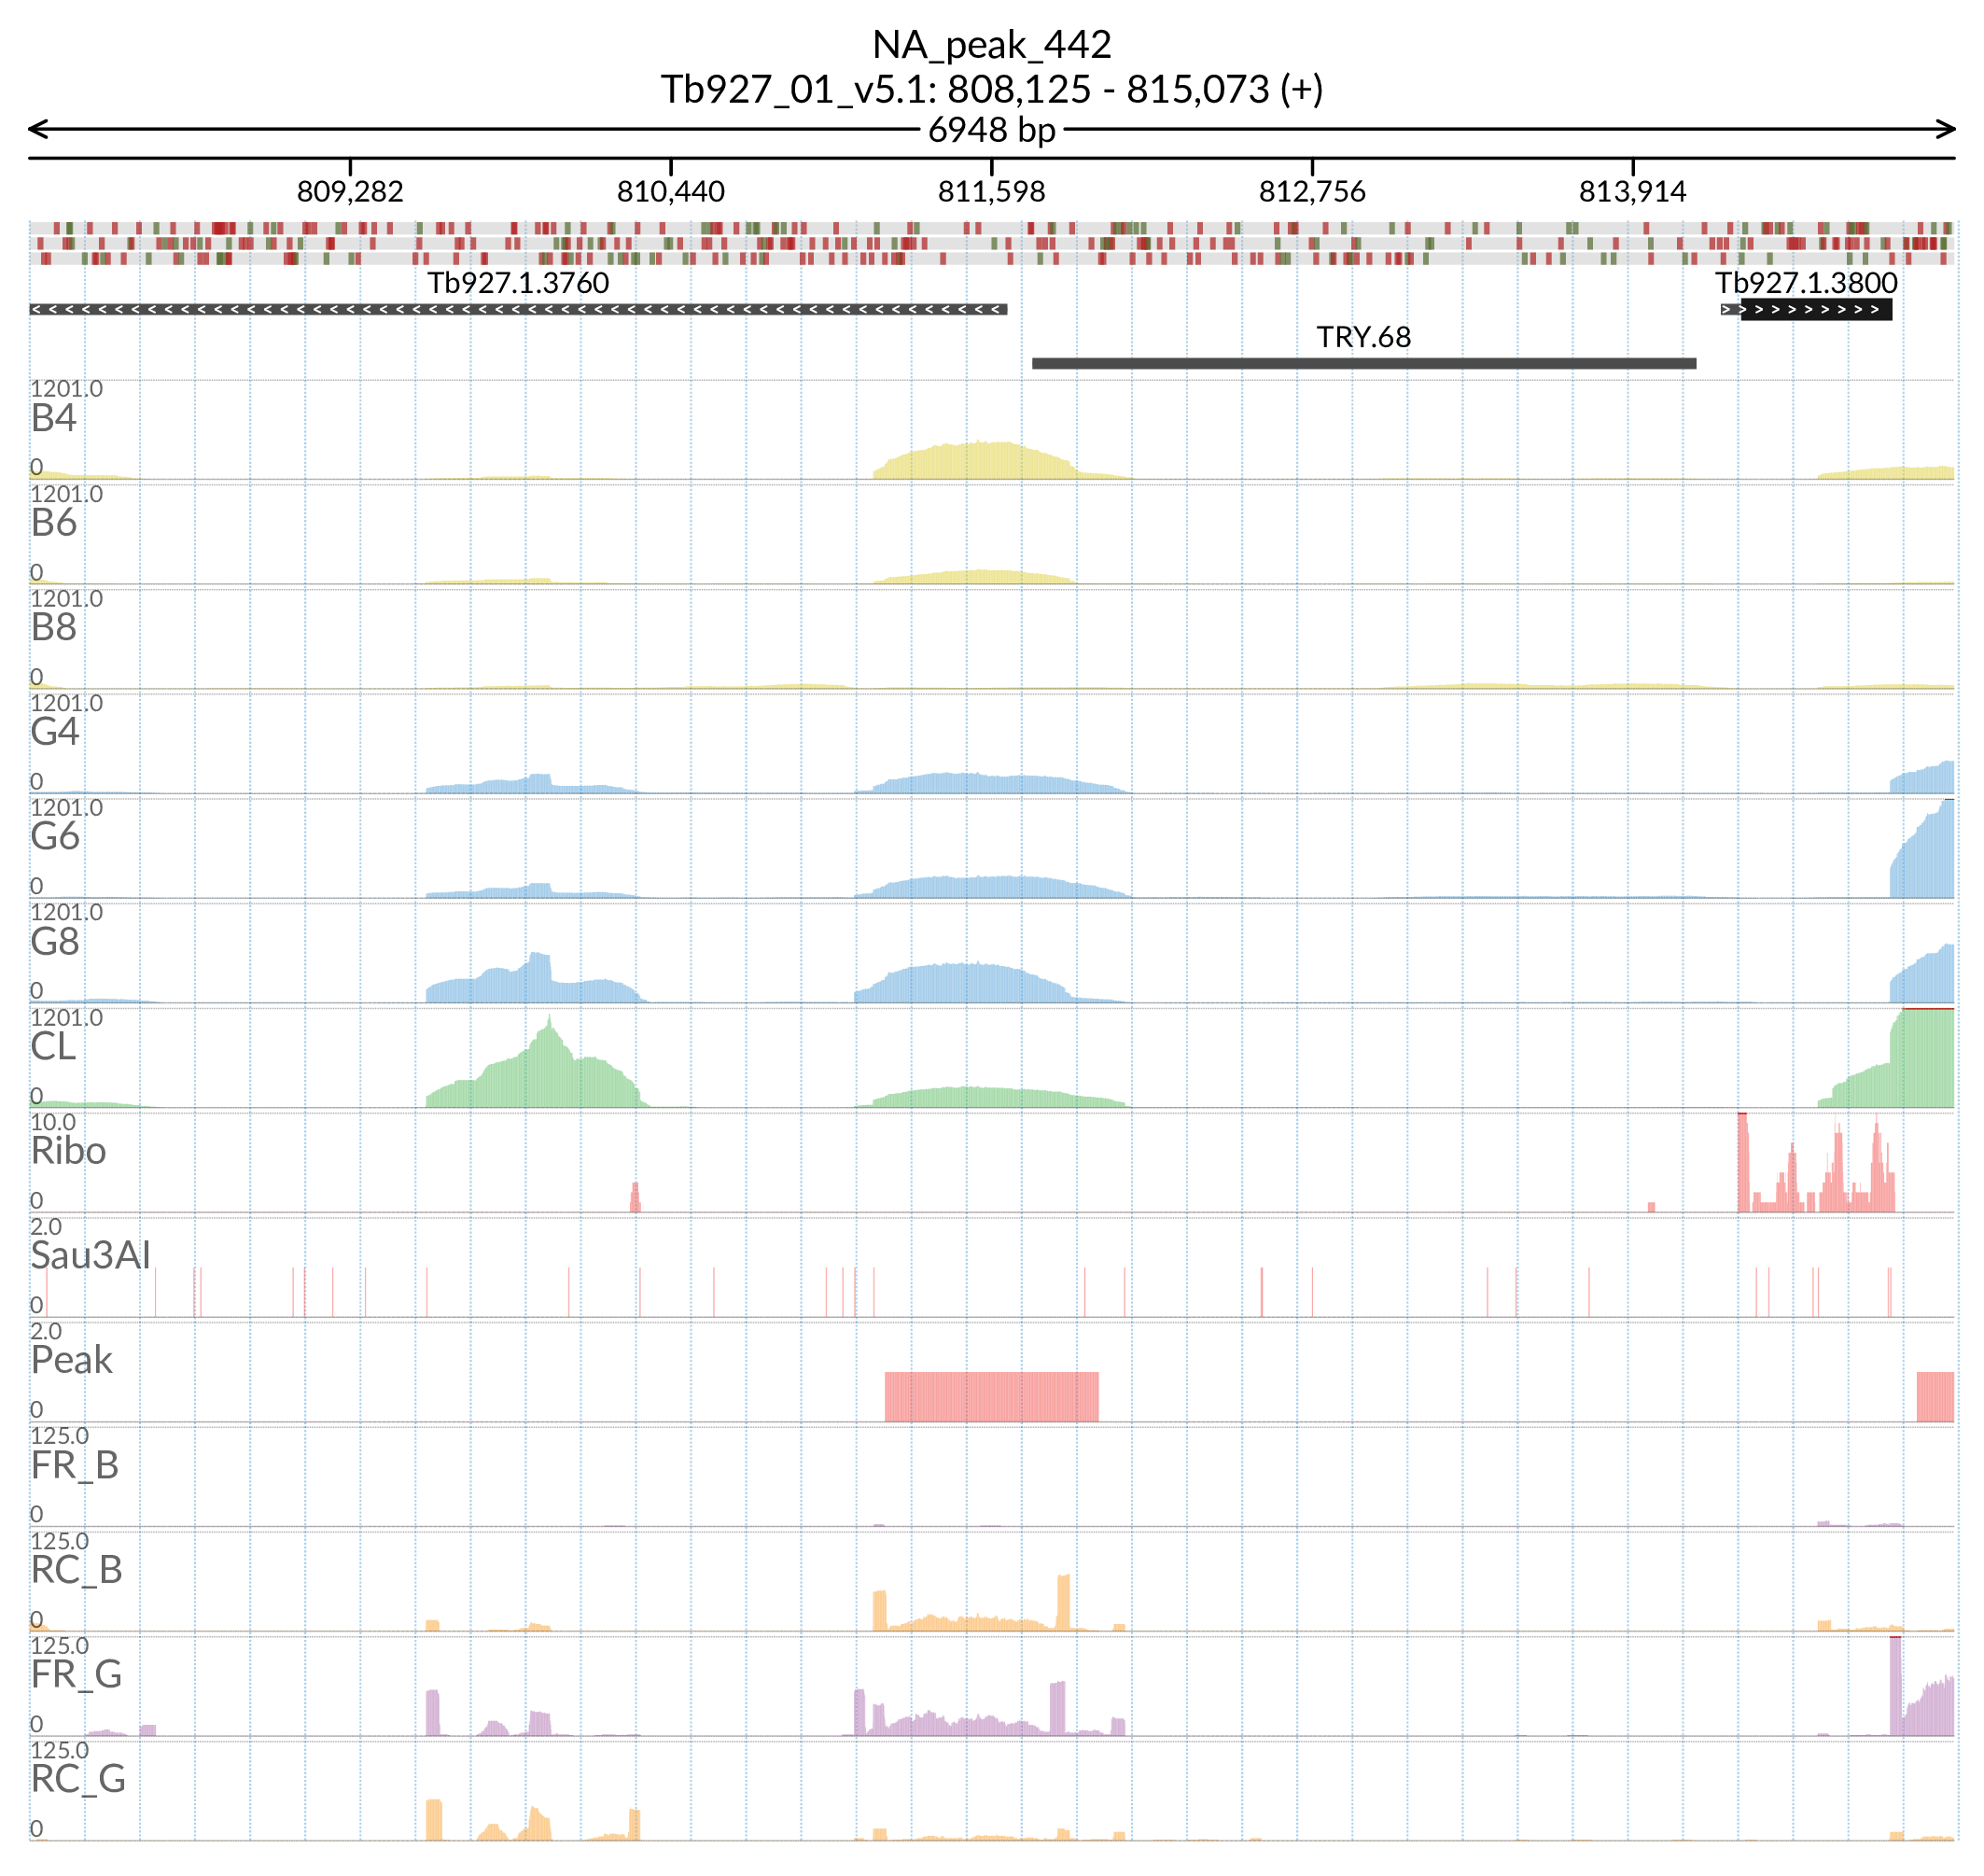 NA_peak_442
Tb927_01_v5.1: 808,125 - 815,073 (+)
6948 bp
809,282 810,440 811,598 812,756 813,914
Tb927.1.3760 Tb927.1.3800
TRY.68
1201.0
B4
0
1201.0
B6
0
1201.0
B8
0
1201.0
G4
0
1201.0
G6
0
1201.0
G8
0
1201.0
CL
0
10.0
Ribo
0
2.0
Sau3AI
0
2.0
Peak
0
125.0
FR_B
0
125.0
RC_B
0
125.0
FR_G
0
125.0
RC_G
0